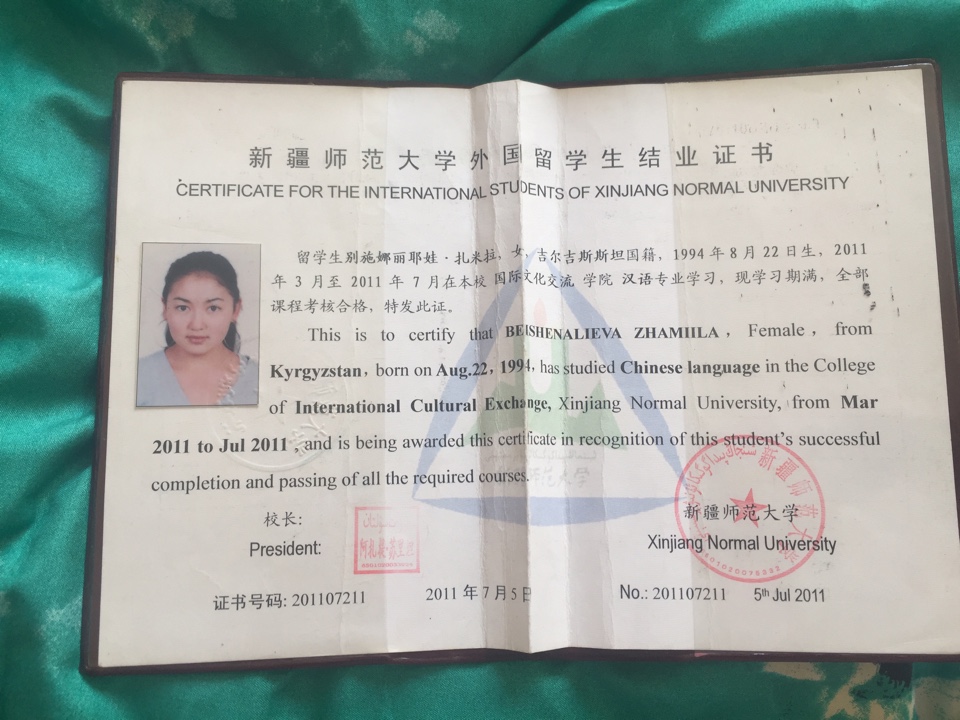 新疆师范大学外国留学生结业证书
CERTIFICATE FOR THE INTERNATIONAL STUDENTS OF XINJIANG NORMAL UNIVERSITY
留学生别施娜丽耶娃·扎米拉，女，吉尔吉斯斯坦国籍，1994年8月22日生，2011
年3月至2011年7月在本校 国际文化交流 学院 汉语专业学习，现学习期满，全部
课程考核合格，特发此证。
This is to certify that BEISHENALIEVA ZHAMIILA, Female, from
Kyrgyzstan, born on Aug.22, 1994, has studied Chinese language in the College
of International Cultural Exchange, Xinjiang Normal University, from Mar
2011 to Jul 2011, and is being awarded this certificate in recognition of this student's successful
completion and passing of all the required courses.
校长：
President:
新疆师范大学
Xinjiang Normal University
新疆师范大学
证书号码: 201107211
2011年7月5日
No.: 201107211
5th Jul 2011